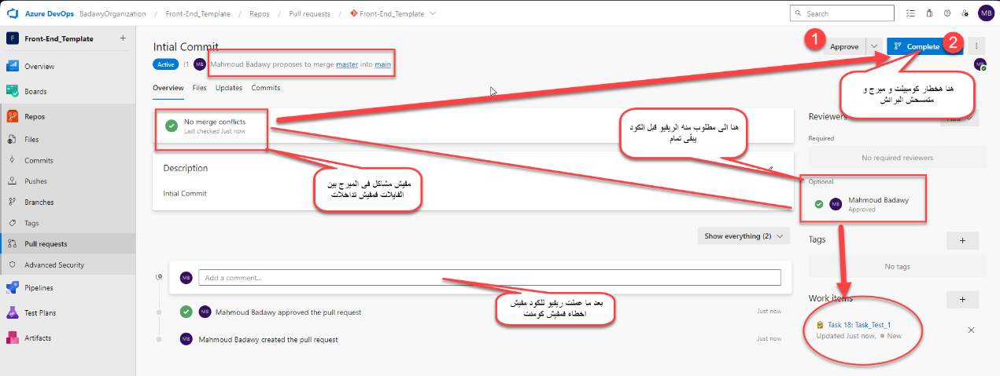 Azure DevOps BadawyOrganization / Front-End_Template / Repos / Pull requests / Front-End_Template
Search
MB
F Front-End_Template +
Overview
Boards
Repos
Files
Commits
Pushes
Branches
Tags
Pull requests
Advanced Security
Pipelines
Test Plans
Artifacts
Intial Commit
Active !1 MB Mahmoud Badawy proposes to merge master into main
1
Approve
Complete
2
MB
Overview Files Updates Commits
No merge conflicts
Last checked Just now
Description
Intial Commit
هنا هخطار كومبيلت و ميرج و
متمسحش البرانش
هنا إلى مطلوب منه الريفيو قبل الكود
يبقى تمام
مفيش مشاكل فى الميرج بين
الفايلات فمفيش تداخلات
Show everything (2)
MB Add a comment...
بعد ما عملت ريفيو للكود مفيش
اخطاء فمفيش كومنت
MB Mahmoud Badawy approved the pull request Just now
MB Mahmoud Badawy created the pull request Just now
Reviewers
Required
No required reviewers
Optional
MB Mahmoud Badawy
Approved
Tags +
No tags
Work items +
Task 18: Task_Test_1
Updated Just now, New